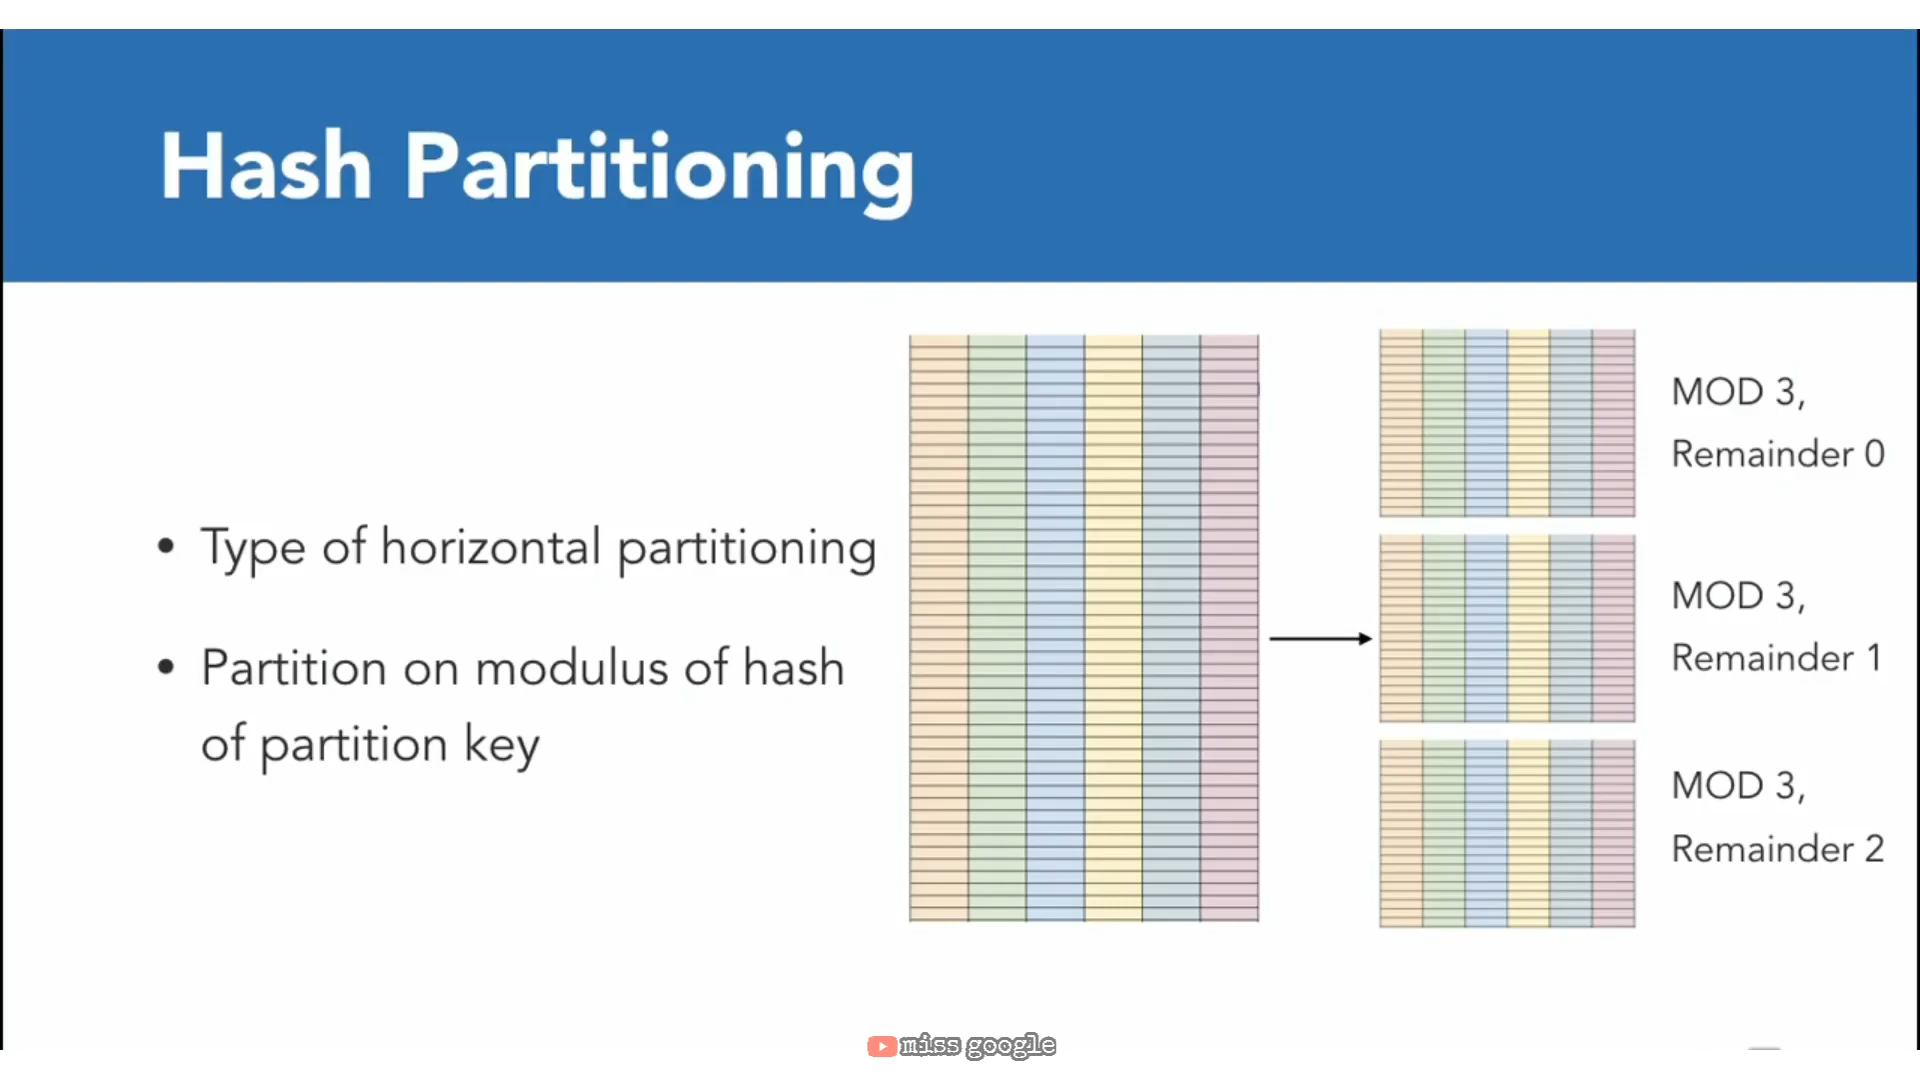 Hash Partitioning
• Type of horizontal partitioning
• Partition on modulus of hash
of partition key
MOD 3,
Remainder 0
MOD 3,
Remainder 1
MOD 3,
Remainder 2
miss google